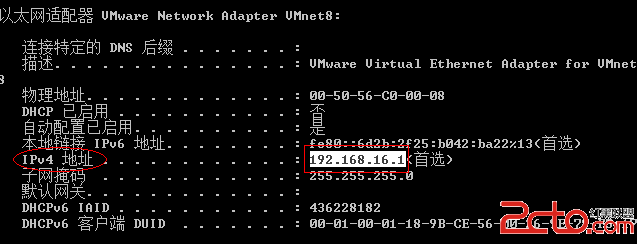 以太网适配器 VMware Network Adapter VMnet8:
连接特定的 DNS 后缀 . . . . . . . :
描述. . . . . . . . . . . . . . . : VMware Virtual Ethernet Adapter for VMnet
8
物理地址. . . . . . . . . . . . . : 00-50-56-C0-00-08
DHCP 已启用 . . . . . . . . . . . : 否
自动配置已启用. . . . . . . . . . : 是
本地链接 IPv6 地址. . . . . . . . : fe80::6d2b:2f25:b042:ba22%13(首选)
IPv4 地址 . . . . . . . . . . . . : 192.168.16.1(首选)
子网掩码 . . . . . . . . . . . . : 255.255.255.0
默认网关. . . . . . . . . . . . . :
DHCPv6 IAID . . . . . . . . . . . : 436228182
DHCPv6 客户端 DUID . . . . . . . : 00-01-00-01-18-9B-CE-56
红黑联盟
2cto.com